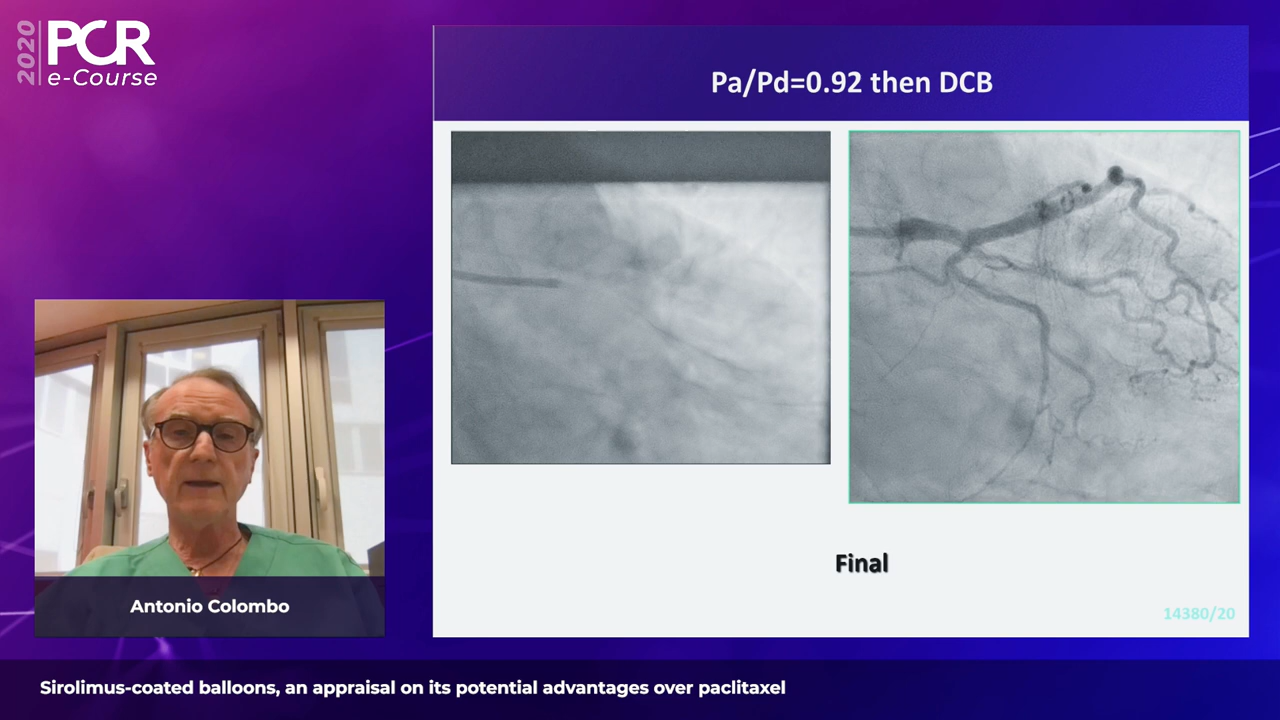 2020
PCR
e-Course
Pa/Pd=0.92 then DCB
Final
14380/20
Antonio Colombo
Sirolimus-coated balloons, an appraisal on its potential advantages over paclitaxel